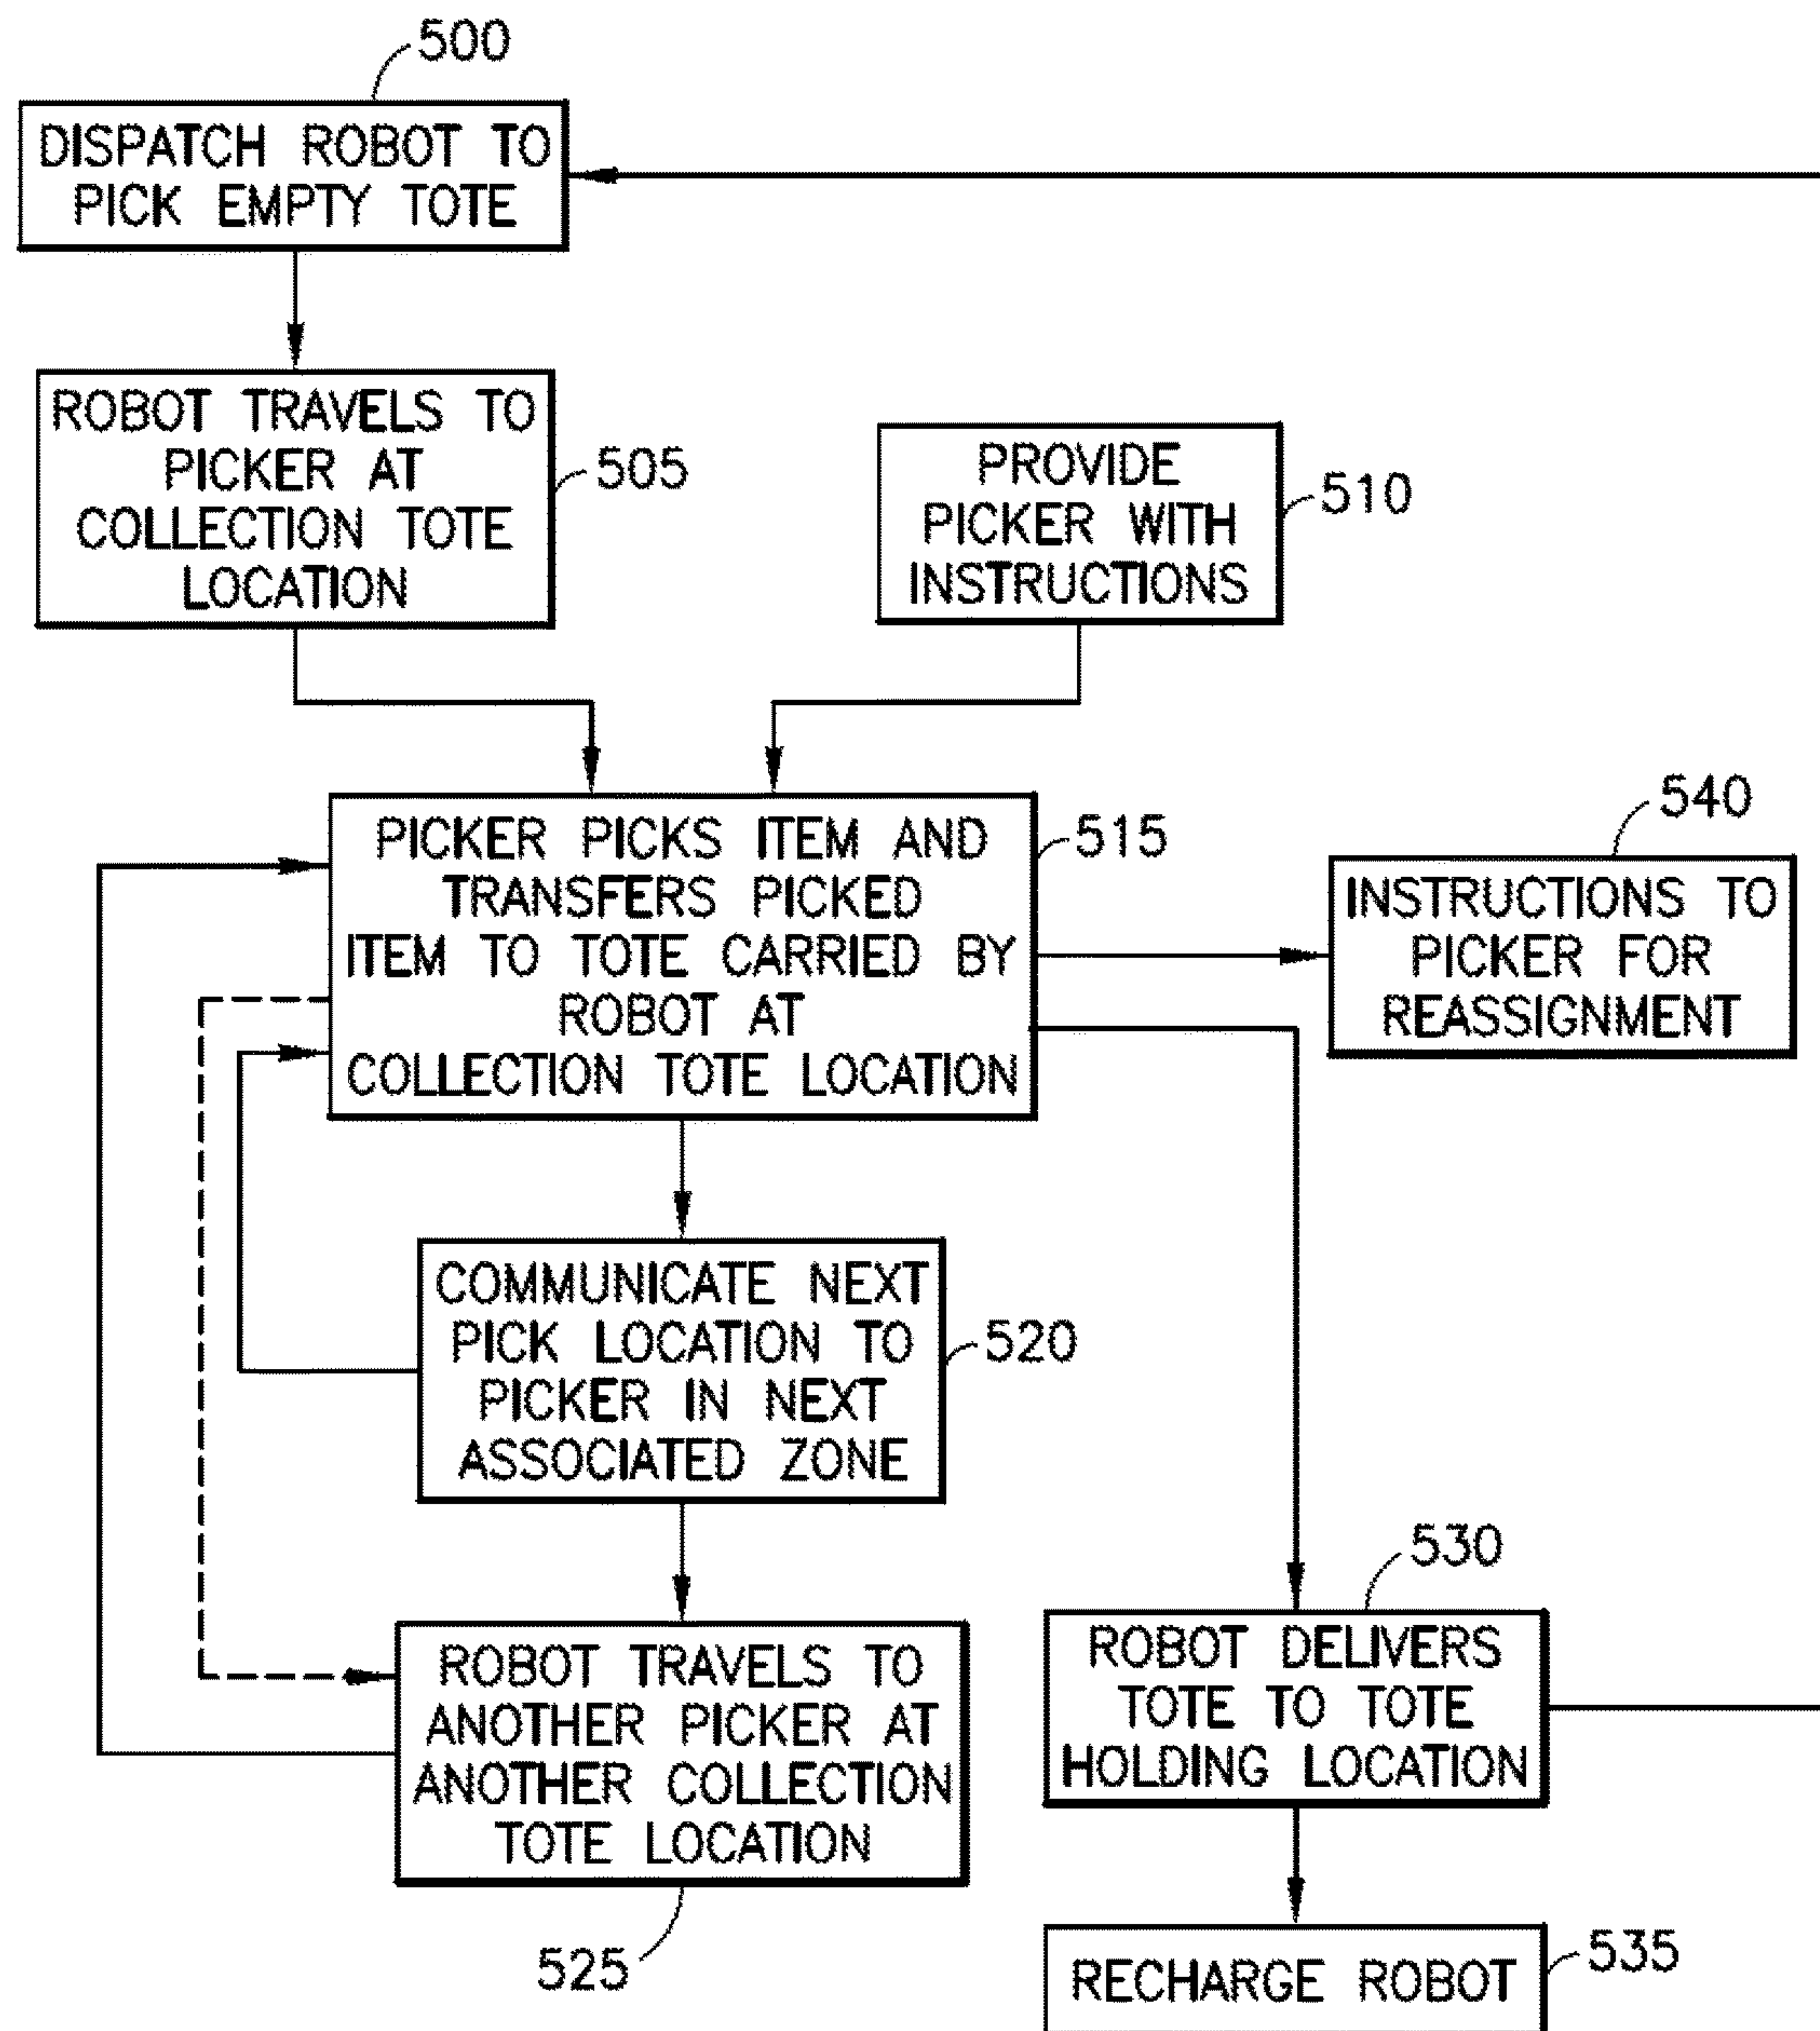 500
DISPATCH ROBOT TO
PICK EMPTY TOTE
ROBOT TRAVELS TO
PICKER AT
COLLECTION TOTE
LOCATION
505
PROVIDE
PICKER WITH
INSTRUCTIONS
510
PICKER PICKS ITEM AND
TRANSFERS PICKED
ITEM TO TOTE CARRIED BY
ROBOT AT
COLLECTION TOTE LOCATION
515
540
INSTRUCTIONS TO
PICKER FOR
REASSIGNMENT
COMMUNICATE NEXT
PICK LOCATION TO
PICKER IN NEXT
ASSOCIATED ZONE
520
ROBOT TRAVELS TO
ANOTHER PICKER AT
ANOTHER COLLECTION
TOTE LOCATION
525
530
ROBOT DELIVERS
TOTE TO TOTE
HOLDING LOCATION
RECHARGE ROBOT
535